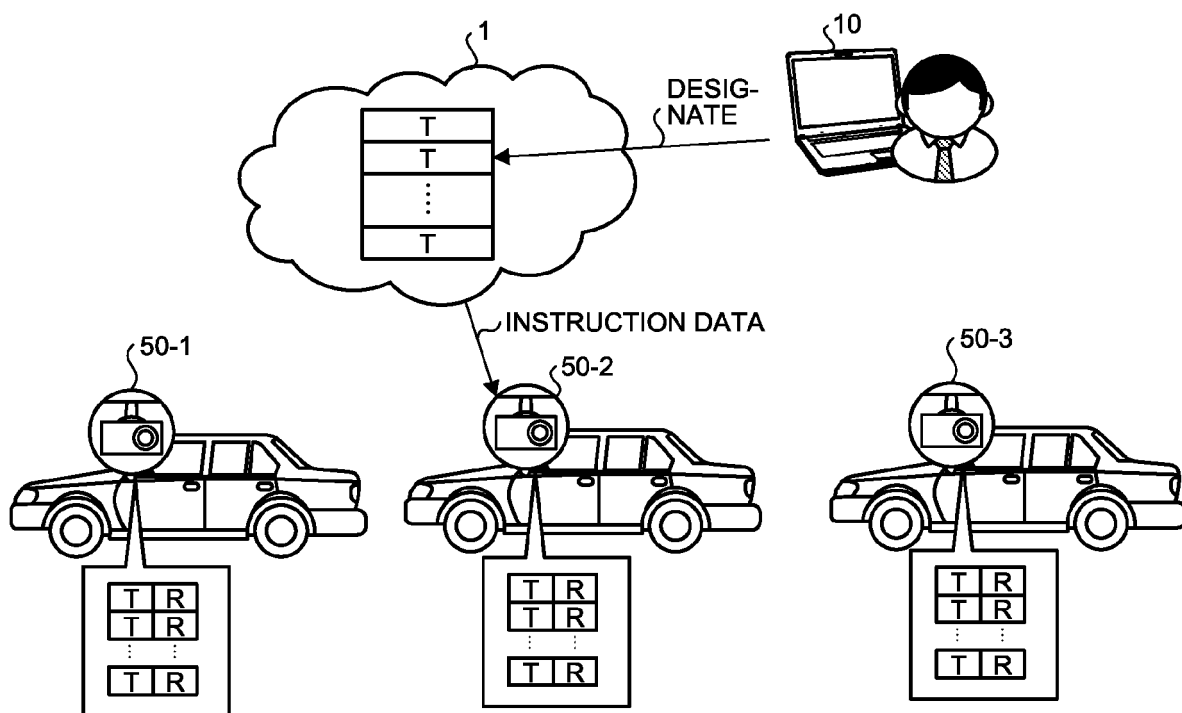 1
10
DESIG-
NATE
T
T
⋮
T
INSTRUCTION DATA
50-1
50-2
50-3
T R
T R
⋮ ⋮
T R
T R
T R
⋮ ⋮
T R
T R
T R
⋮ ⋮
T R